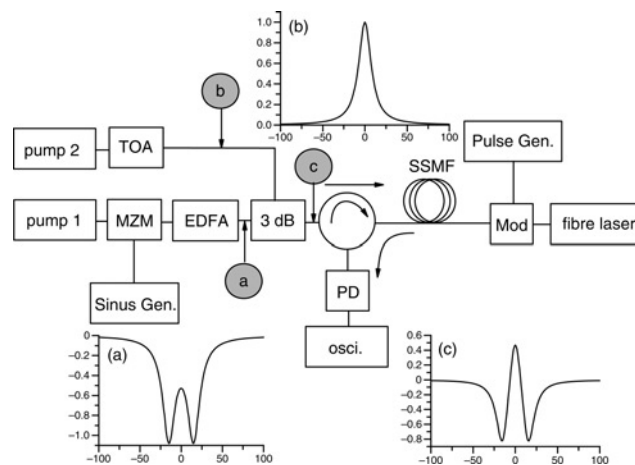 (b)
1.0
0.8
0.6
0.4
0.2
0.0
-100 -50 0 50 100
b
pump 2
TOA
c
SSMF
Pulse Gen.
pump 1
MZM
EDFA
3 dB
Mod
fibre laser
a
PD
Sinus Gen.
osci.
(a)
0
-0.2
-0.4
-0.6
-0.8
-1.0
-100 -50 0 50 100
(c)
0.6
0.4
0.2
0
-0.2
-0.4
-0.6
-0.8
-100 -50 0 50 100